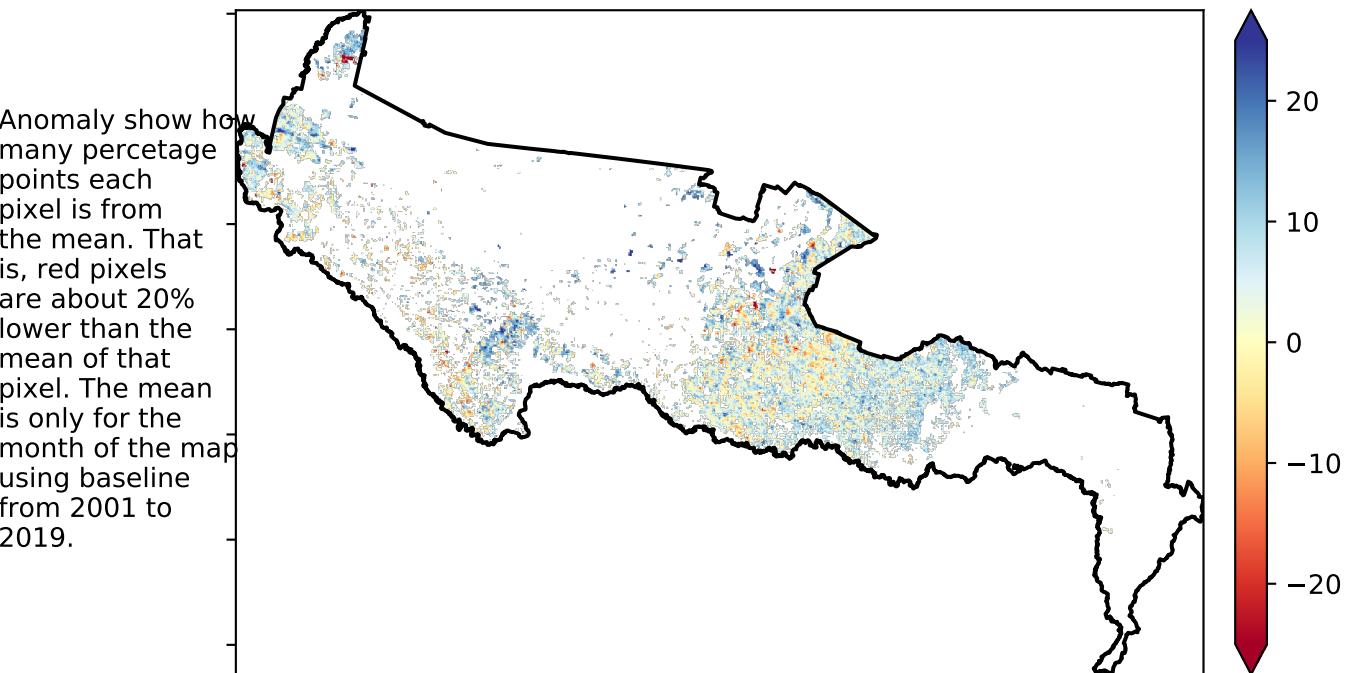 Anomaly show how
many percetage
points each
pixel is from
the mean. That
is, red pixels
are about 20%
lower than the
mean of that
pixel. The mean
is only for the
month of the map
using baseline
from 2001 to
2019.
20
10
0
−10
−20